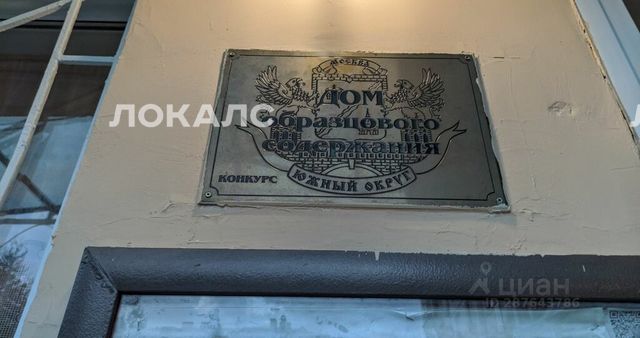 Москва
ДОМ
ЛОКАЛС
образцового
содержания
КОНКУРС
ЮЖНЫЙ ОКРУГ
циан
ID 287643786